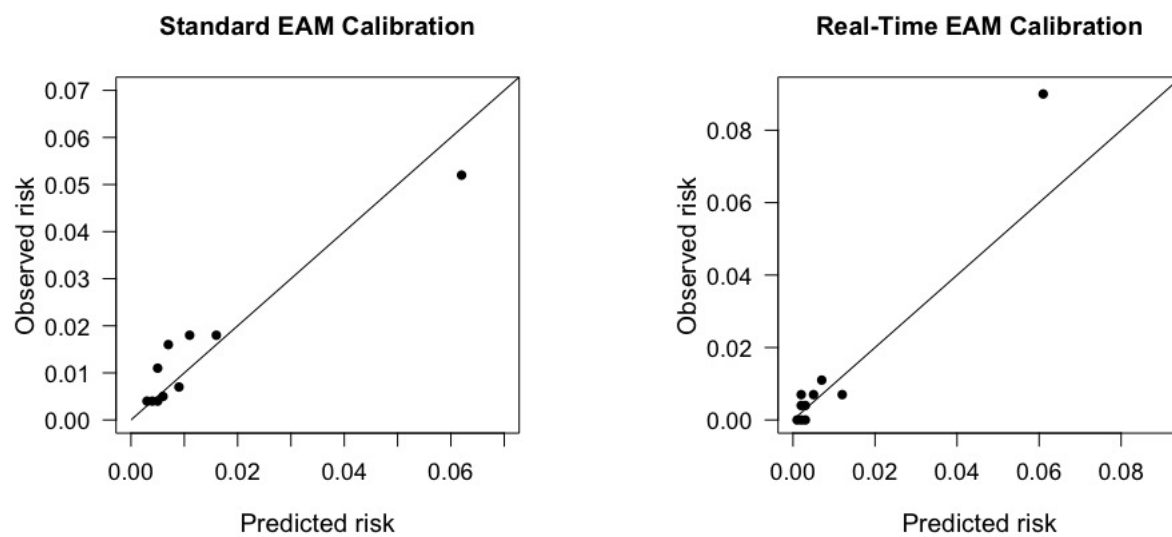 Standard EAM Calibration
Observed risk
0.07
0.06
0.05
0.04
0.03
0.02
0.01
0.00
0.00 0.02 0.04 0.06
Predicted risk
Real-Time EAM Calibration
Observed risk
0.08
0.06
0.04
0.02
0.00
0.00 0.02 0.04 0.06 0.08
Predicted risk